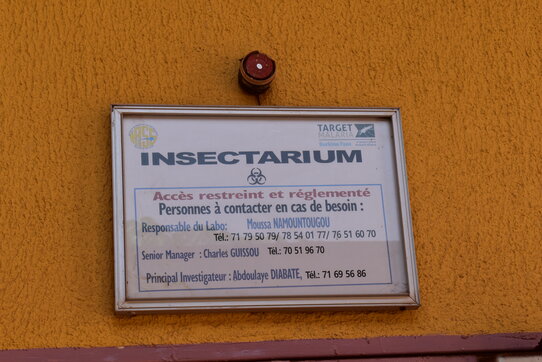 TARGET
MALARIA
Burkina Faso
INSECTARIUM
Accès restreint et réglementé
Personnes à contacter en cas de besoin :
Responsable du Labo: Moussa NAMOUNTOUGOU
Tél.: 71 79 50 79/ 78 54 01 77/ 76 51 60 70
Senior Manager : Charles GUISSOU Tél.: 70 51 96 70
Principal Investigateur : Abdoulaye DIABATE, Tél.: 71 69 56 86